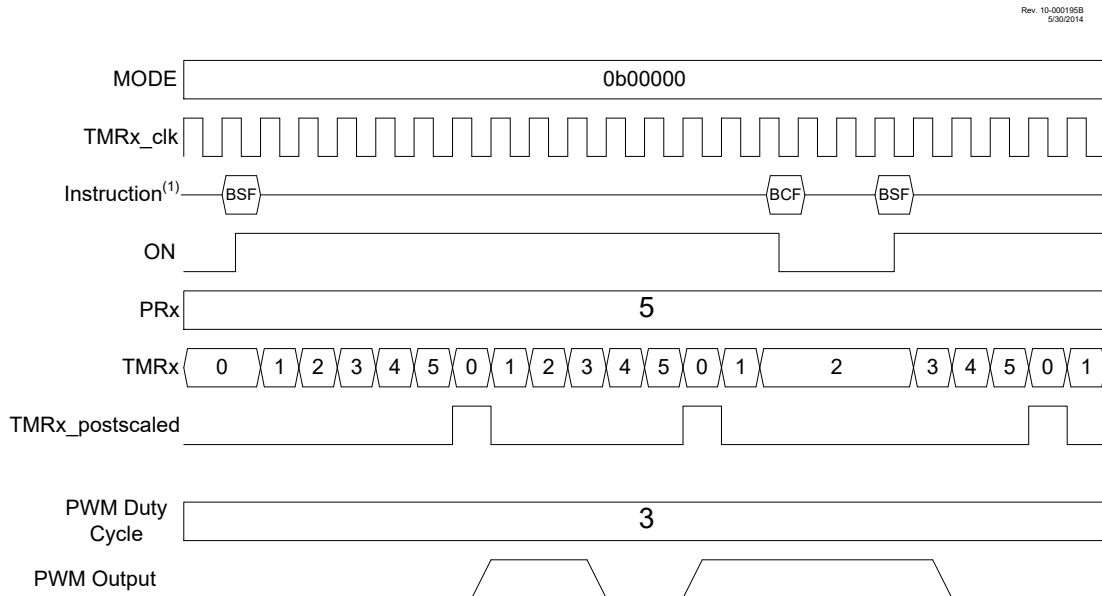 Rev. 10-000195B
5/30/2014
MODE 0b00000
TMRx_clk
Instruction(1) BSF BCF BSF
ON
PRx 5
TMRx 0 1 2 3 4 5 0 1 2 3 4 5 0 1 2 3 4 5 0 1
TMRx_postscaled
PWM Duty
Cycle 3
PWM Output